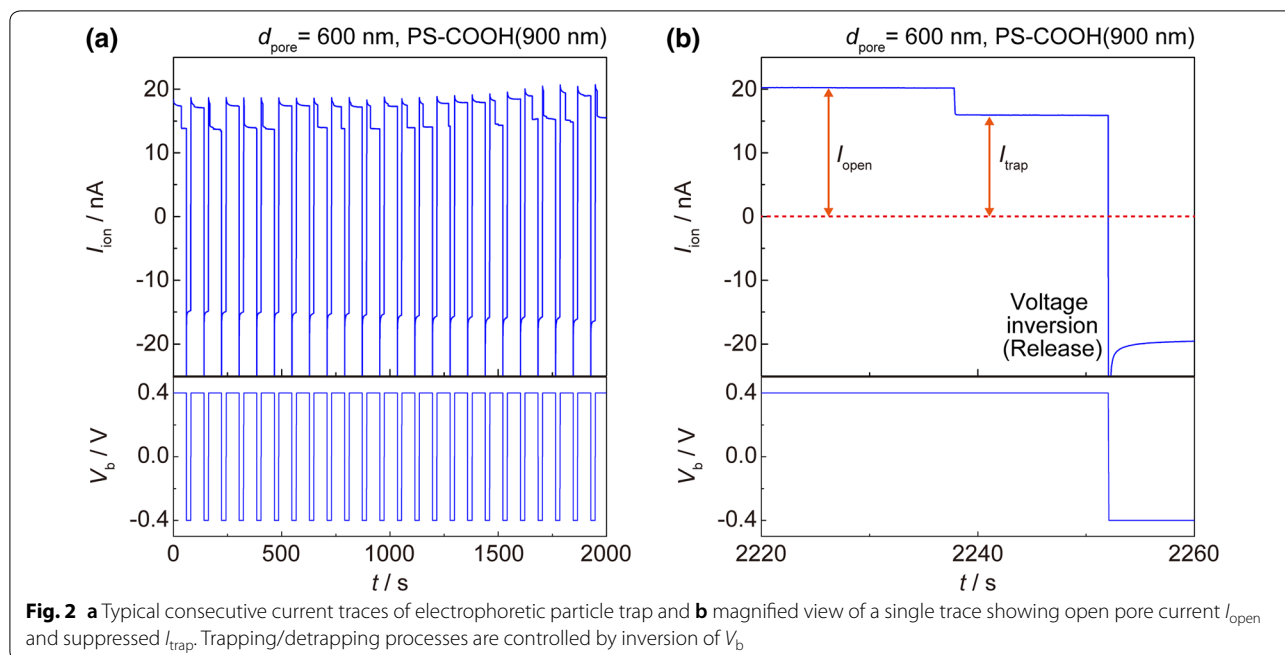 (a)
d_pore = 600 nm, PS-COOH(900 nm)
20
10
0
-10
-20
I_ion / nA
0.4
0.0
-0.4
V_b / V
0
500
1000
1500
2000
t / s
(b)
d_pore = 600 nm, PS-COOH(900 nm)
20
10
0
-10
-20
I_ion / nA
I_open
I_trap
Voltage
inversion
(Release)
0.4
0.0
-0.4
V_b / V
2220
2240
2260
t / s
Fig. 2 a Typical consecutive current traces of electrophoretic particle trap and b magnified view of a single trace showing open pore current I_open
and suppressed I_trap. Trapping/detrapping processes are controlled by inversion of V_b